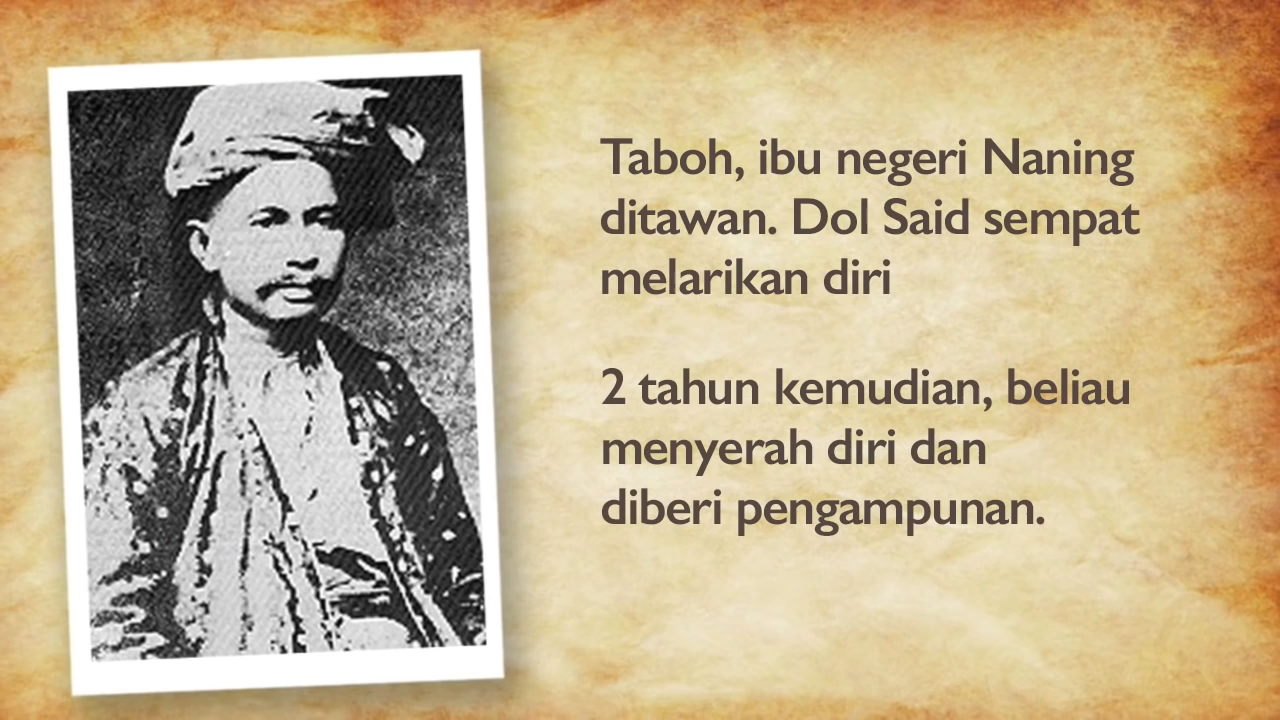 Taboh, ibu negeri Naning
ditawan. Dol Said sempat
melarikan diri
2 tahun kemudian, beliau
menyerah diri dan
diberi pengampunan.